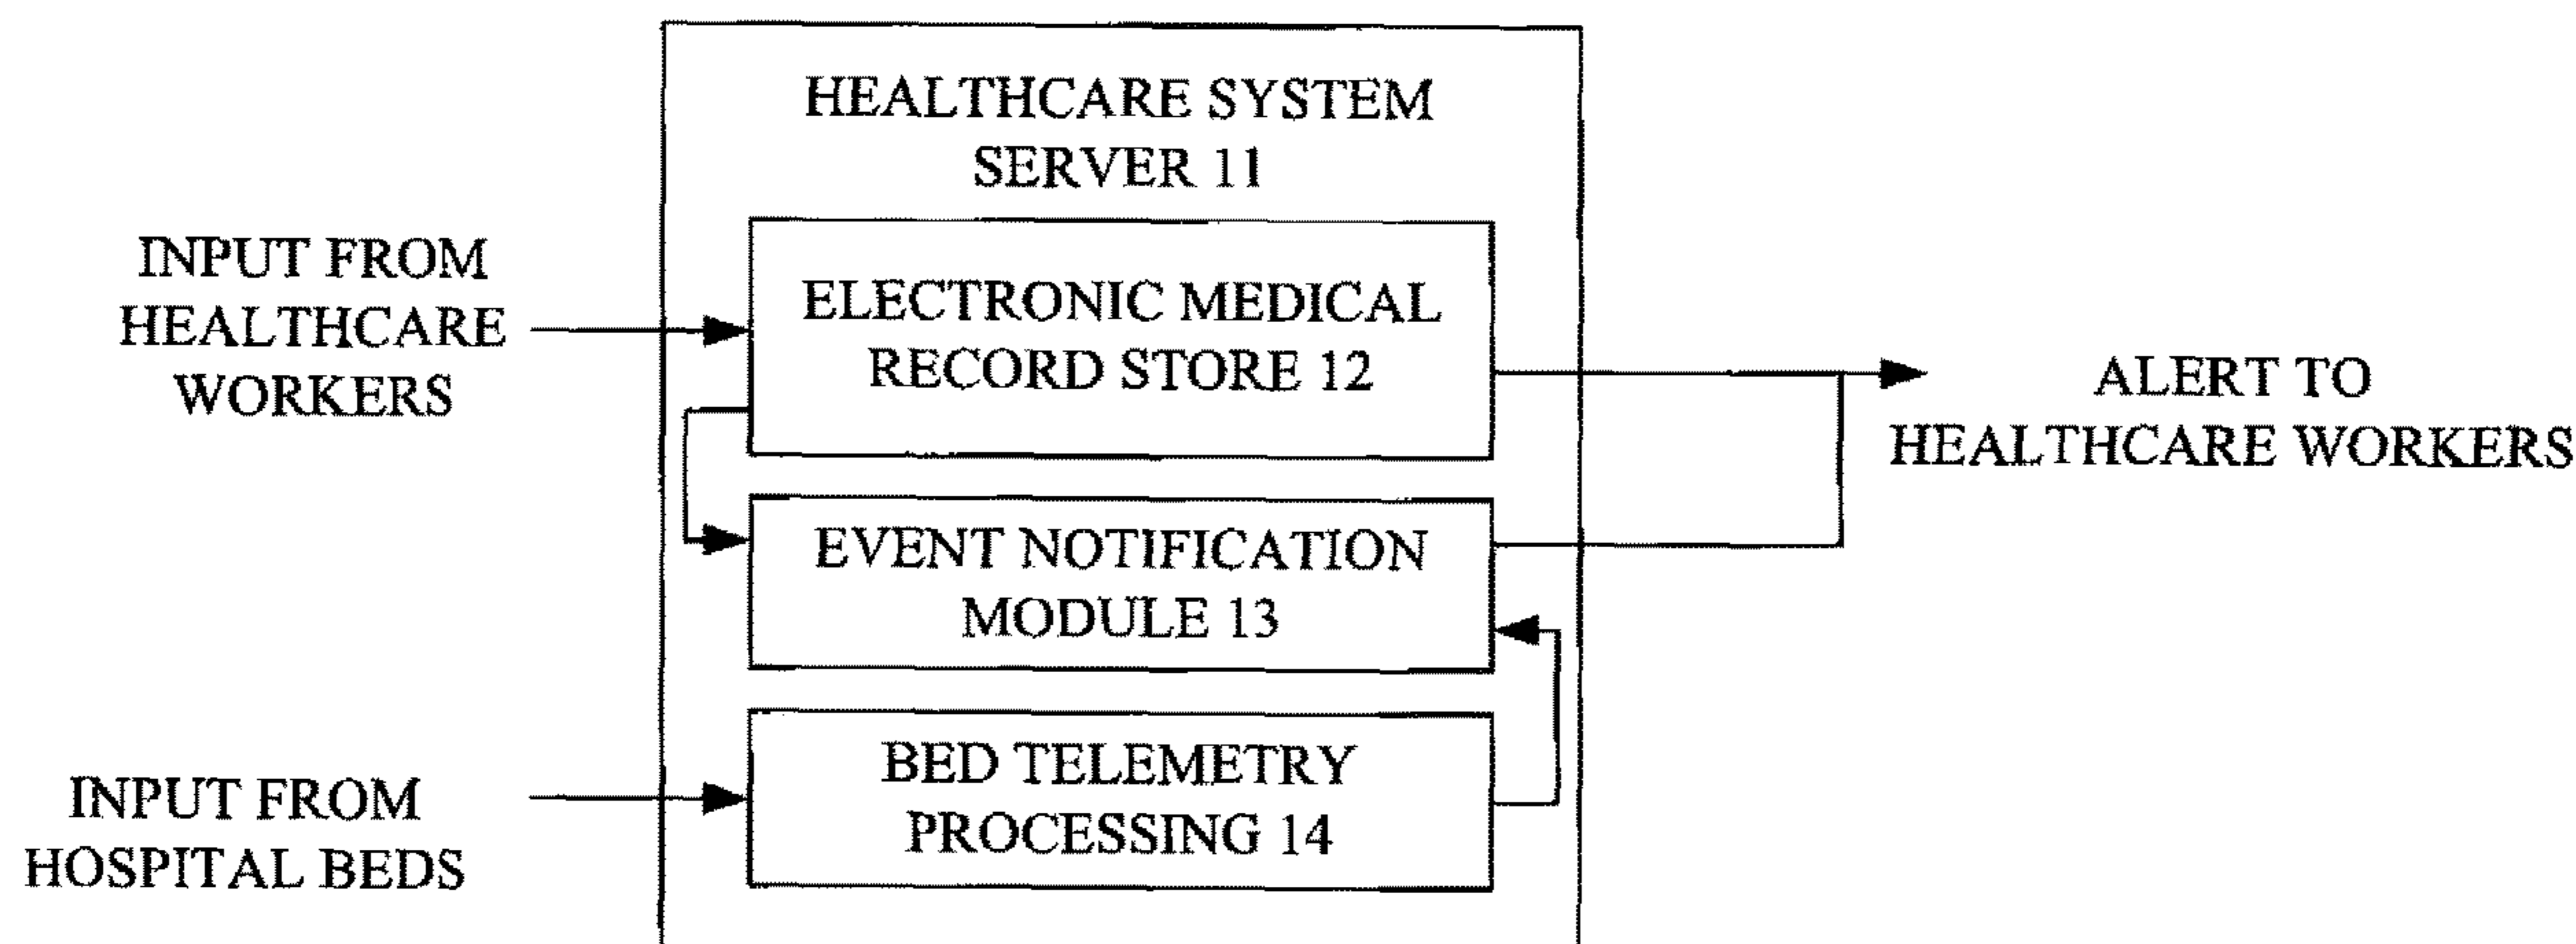 HEALTHCARE SYSTEM
SERVER 11
INPUT FROM
HEALTHCARE
WORKERS
ELECTRONIC MEDICAL
RECORD STORE 12
ALERT TO
HEALTHCARE WORKERS
EVENT NOTIFICATION
MODULE 13
INPUT FROM
HOSPITAL BEDS
BED TELEMETRY
PROCESSING 14